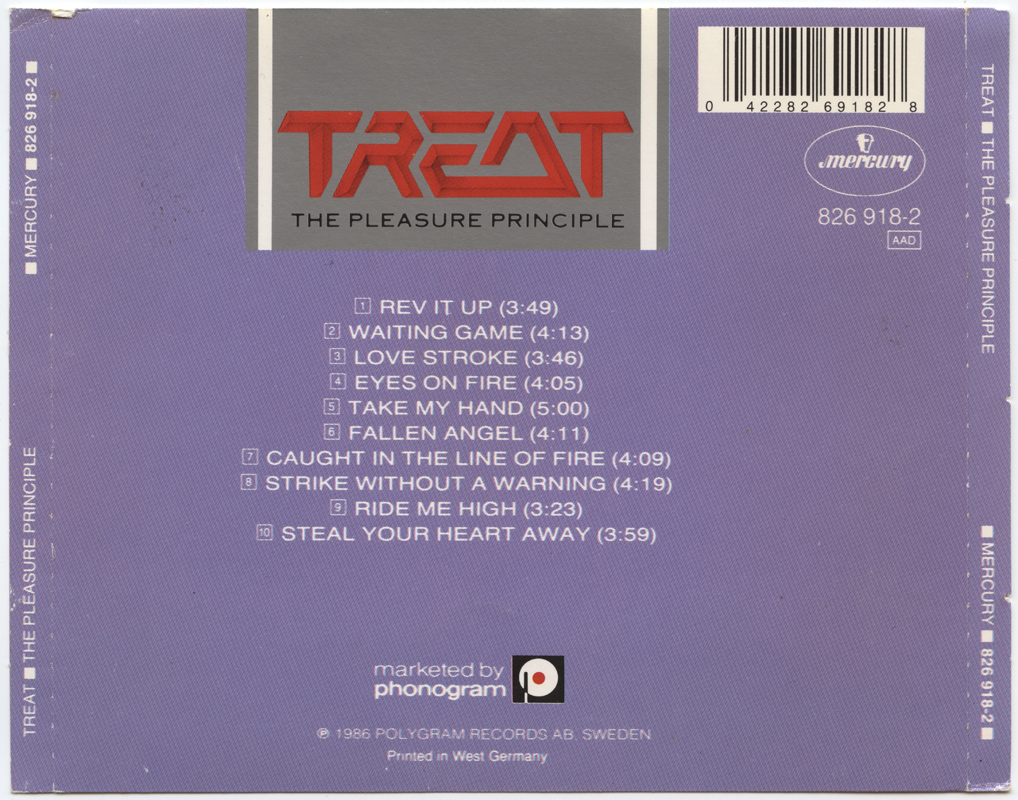 TREAT
THE PLEASURE PRINCIPLE
0 42282 69182 8
mercury
826 918-2
AAD
1 REV IT UP (3:49)
2 WAITING GAME (4:13)
3 LOVE STROKE (3:46)
4 EYES ON FIRE (4:05)
5 TAKE MY HAND (5:00)
6 FALLEN ANGEL (4:11)
7 CAUGHT IN THE LINE OF FIRE (4:09)
8 STRIKE WITHOUT A WARNING (4:19)
9 RIDE ME HIGH (3:23)
10 STEAL YOUR HEART AWAY (3:59)
marketed by
phonogram
℗ 1986 POLYGRAM RECORDS AB, SWEDEN
Printed in West Germany
TREAT ■ THE PLEASURE PRINCIPLE ■ MERCURY ■ 826 918-2 ■
TREAT ■ THE PLEASURE PRINCIPLE ■ MERCURY ■ 826 918-2 ■